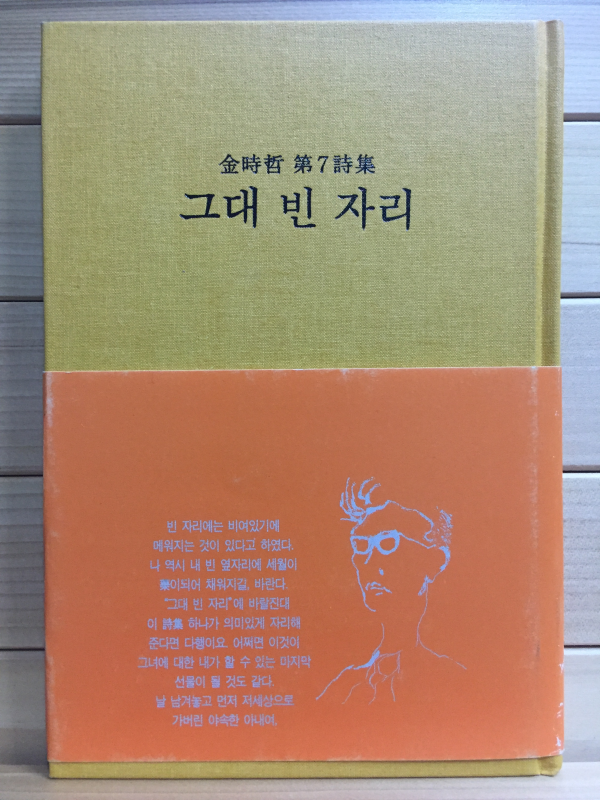 金時哲 第7詩集
그대 빈 자리
빈 자리에는 비여있기에
메워지는 것이 있다고 하였다.
나 역시 내 빈 옆자리에 세월이
藥이되어 채워지길, 바란다.
“그대 빈 자리”에 바랄진대
이 詩集 하나가 의미있게 자리해
준다면 다행이요. 어쩌면 이것이
그녀에 대한 내가 할 수 있는 마지막
선물이 될 것도 같다.
날 남겨놓고 먼저 저세상으로
가버린 야속한 아내여.